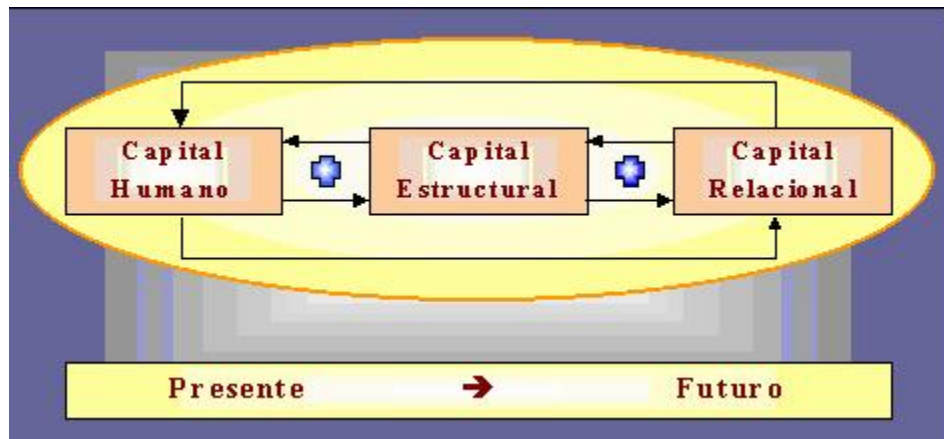 Capital Humano
Capital Estructural
Capital Relacional
Presente → Futuro